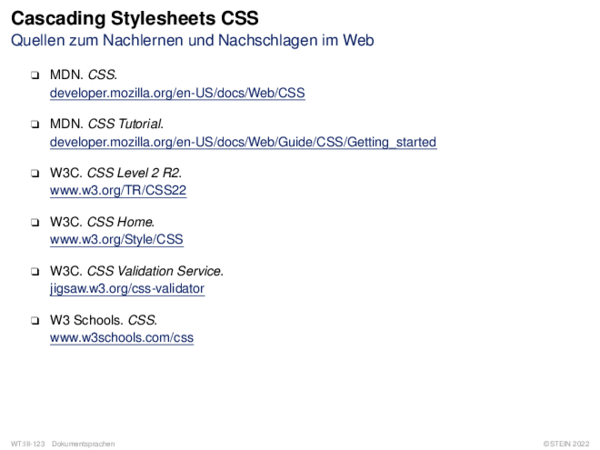 Cascading Stylesheets CSS
Quellen zum Nachlernen und Nachschlagen im Web
❑ MDN. CSS.
developer.mozilla.org/en-US/docs/Web/CSS
❑ MDN. CSS Tutorial.
developer.mozilla.org/en-US/docs/Web/Guide/CSS/Getting_started
❑ W3C. CSS Level 2 R2.
www.w3.org/TR/CSS22
❑ W3C. CSS Home.
www.w3.org/Style/CSS
❑ W3C. CSS Validation Service.
jigsaw.w3.org/css-validator
❑ W3 Schools. CSS.
www.w3schools.com/css
WT:III-123 Dokumentsprachen ©STEIN 2022